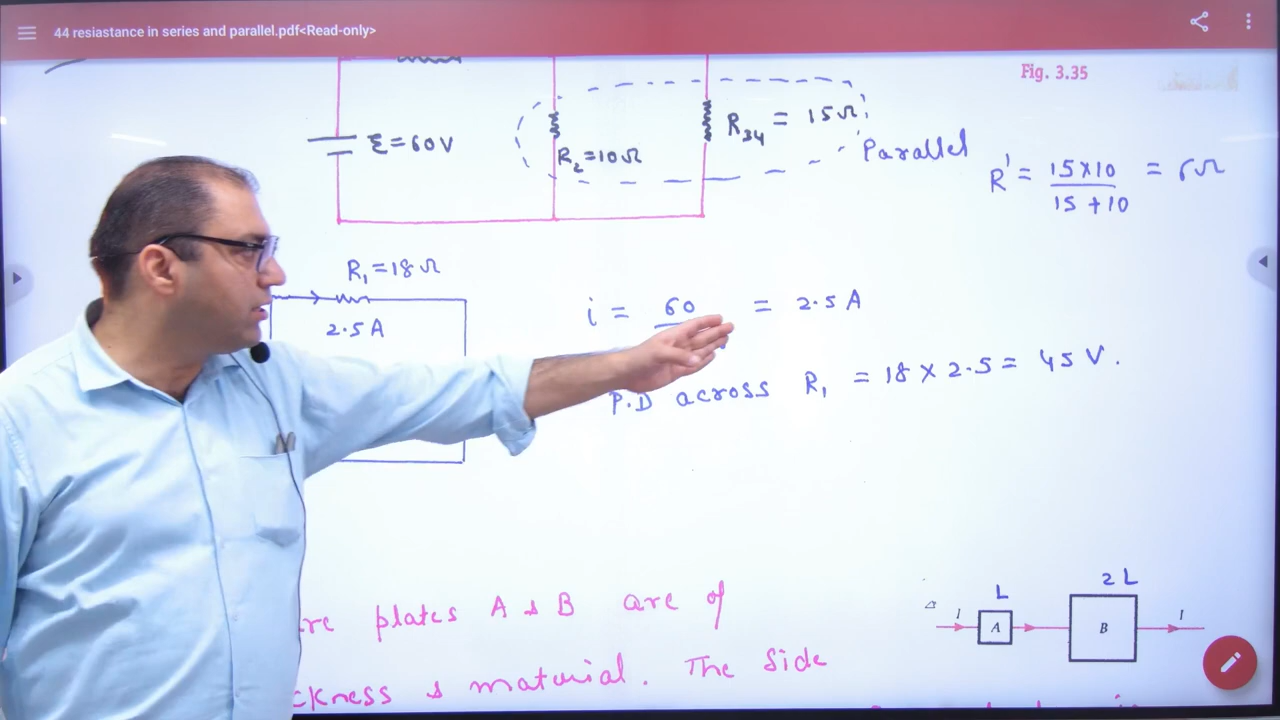 44 resiastance in series and parallel.pdf<Read-only>
Fig. 3.35
Ɛ=60V
R₂=10Ω
R₃₄ = 15Ω
Parallel
R' = 15×10 / 15+10 = 6Ω
R₁=18Ω
2.5A
i = 60 = 2.5 A
P.D across R₁ = 18 × 2.5 = 45 V.
L
2L
I
A
B
I
plates A & B are of
& material. The Side